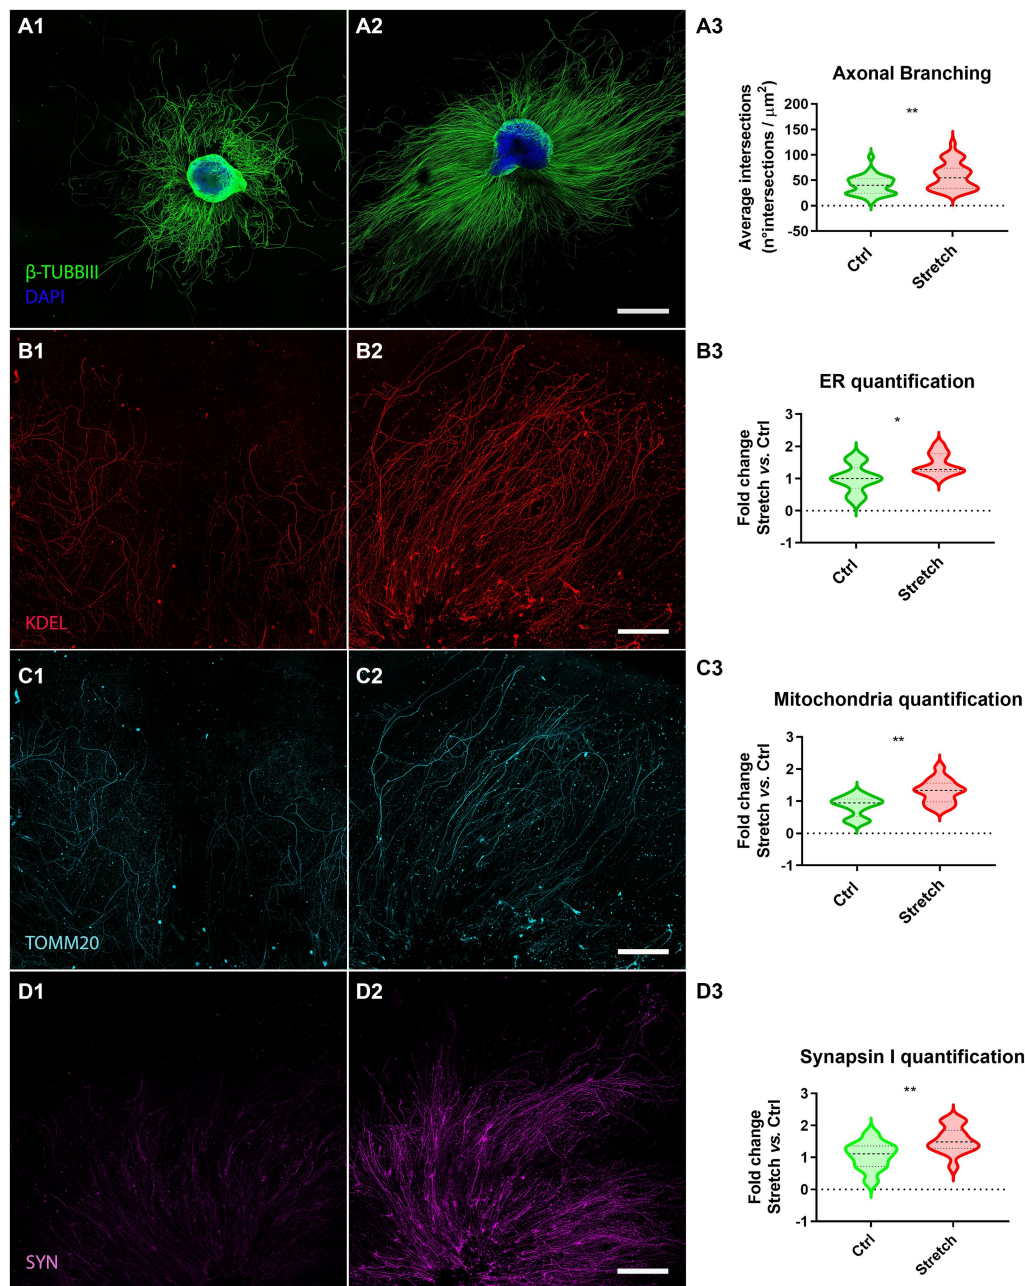 A1
A2
A3
Axonal Branching
Average intersections
(n°intersections / μm²)
200
150
100
50
0
-50
**
Ctrl
Stretch
β-TUBBIII
DAPI
B1
B2
B3
ER quantification
Fold change
Stretch vs. Ctrl
3
2
1
0
-1
*
Ctrl
Stretch
KDEL
C1
C2
C3
Mitochondria quantification
Fold change
Stretch vs. Ctrl
3
2
1
0
-1
**
Ctrl
Stretch
TOMM20
D1
D2
D3
Synapsin I quantification
Fold change
Stretch vs. Ctrl
3
2
1
0
-1
**
Ctrl
Stretch
SYN